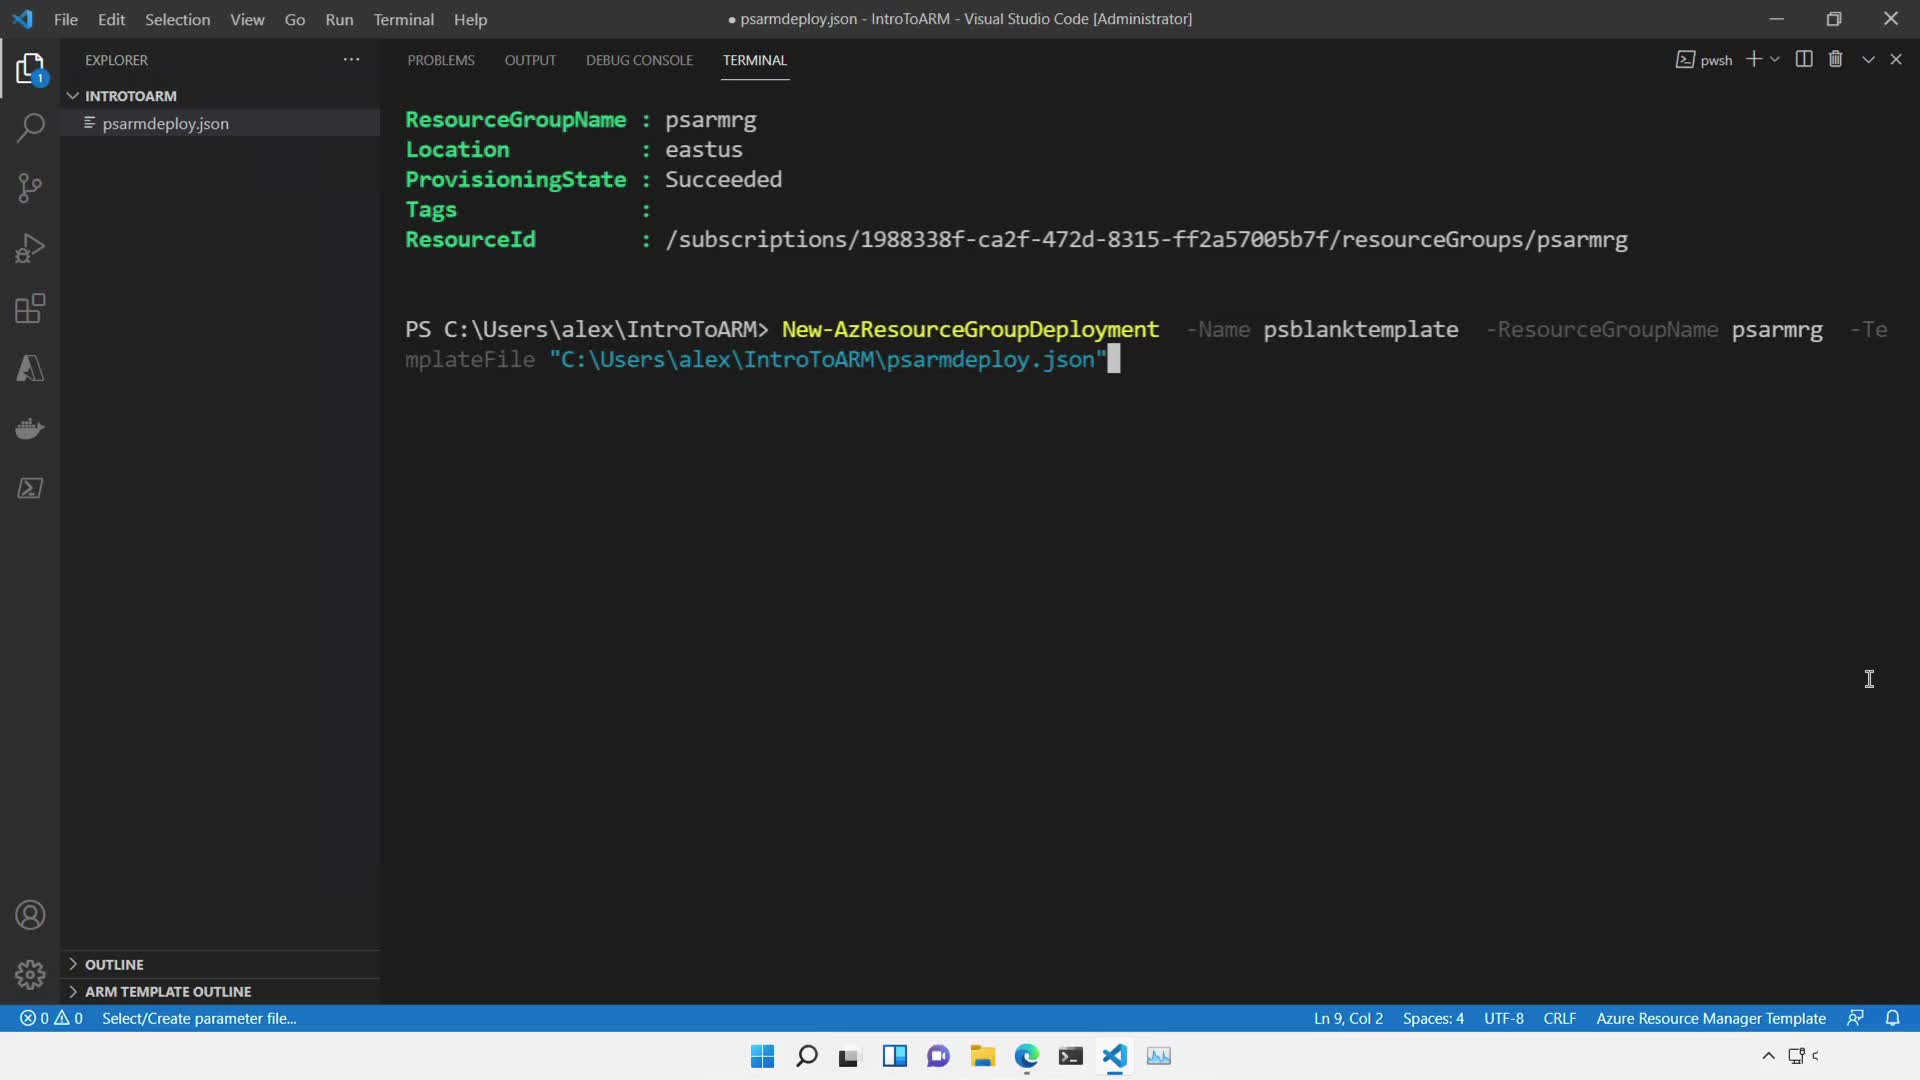 File Edit Selection View Go Run Terminal Help
● psarmdeploy.json - IntroToARM - Visual Studio Code [Administrator]
EXPLORER
PROBLEMS OUTPUT DEBUG CONSOLE TERMINAL
pwsh
1
INTROTOARM
psarmdeploy.json
ResourceGroupName : psarmrg
Location : eastus
ProvisioningState : Succeeded
Tags :
ResourceId : /subscriptions/1988338f-ca2f-472d-8315-ff2a57005b7f/resourceGroups/psarmrg
PS C:\Users\alex\IntroToARM> New-AzResourceGroupDeployment -Name psblanktemplate -ResourceGroupName psarmrg -Te
mplateFile "C:\Users\alex\IntroToARM\psarmdeploy.json"
OUTLINE
ARM TEMPLATE OUTLINE
0 0 Select/Create parameter file...
Ln 9, Col 2 Spaces: 4 UTF-8 CRLF Azure Resource Manager Template